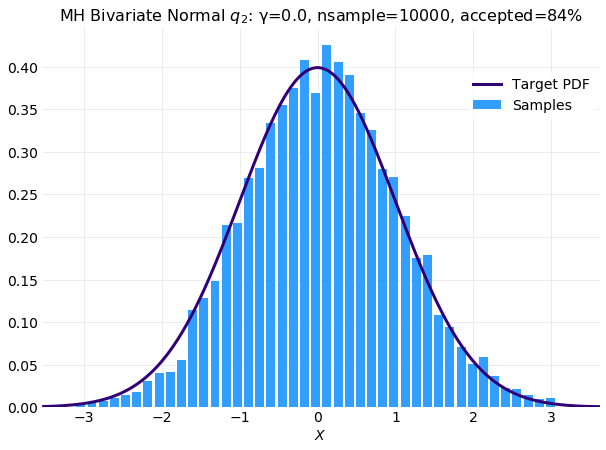 MH Bivariate Normal q₂: γ=0.0, nsample=10000, accepted=84%
Target PDF
Samples
0.40
0.35
0.30
0.25
0.20
0.15
0.10
0.05
0.00
−3 −2 −1 0 1 2 3
X